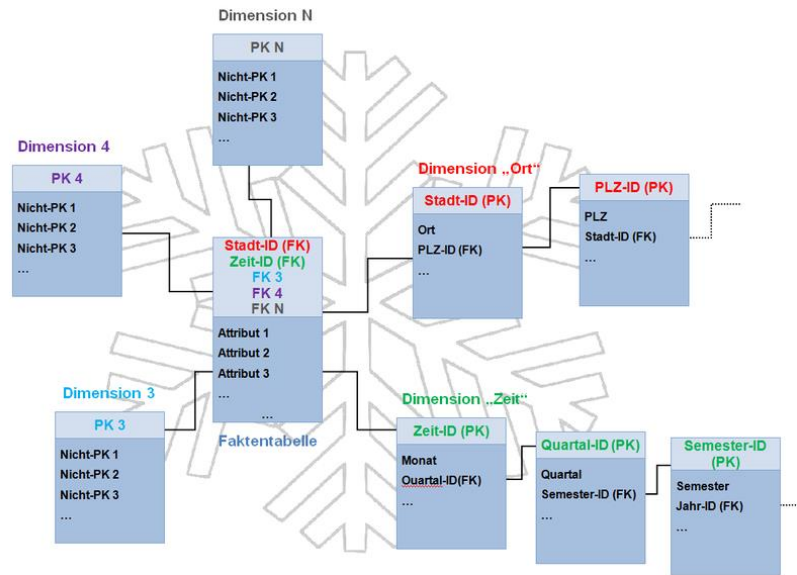 Dimension N
PK N
Nicht-PK 1
Nicht-PK 2
Nicht-PK 3
...
Dimension 4
PK 4
Nicht-PK 1
Nicht-PK 2
Nicht-PK 3
...
Stadt-ID (FK)
Zeit-ID (FK)
FK 3
FK 4
FK N
Attribut 1
Attribut 2
Attribut 3
...
...
Faktentabelle
Dimension „Ort“
Stadt-ID (PK)
Ort
PLZ-ID (FK)
...
PLZ-ID (PK)
PLZ
Stadt-ID (FK)
...
Dimension 3
PK 3
Nicht-PK 1
Nicht-PK 2
Nicht-PK 3
...
Dimension „Zeit“
Zeit-ID (PK)
Monat
Ouartal-ID(FK)
...
Quartal-ID (PK)
Quartal
Semester-ID (FK)
...
Semester-ID
(PK)
Semester
Jahr-ID (FK)
...